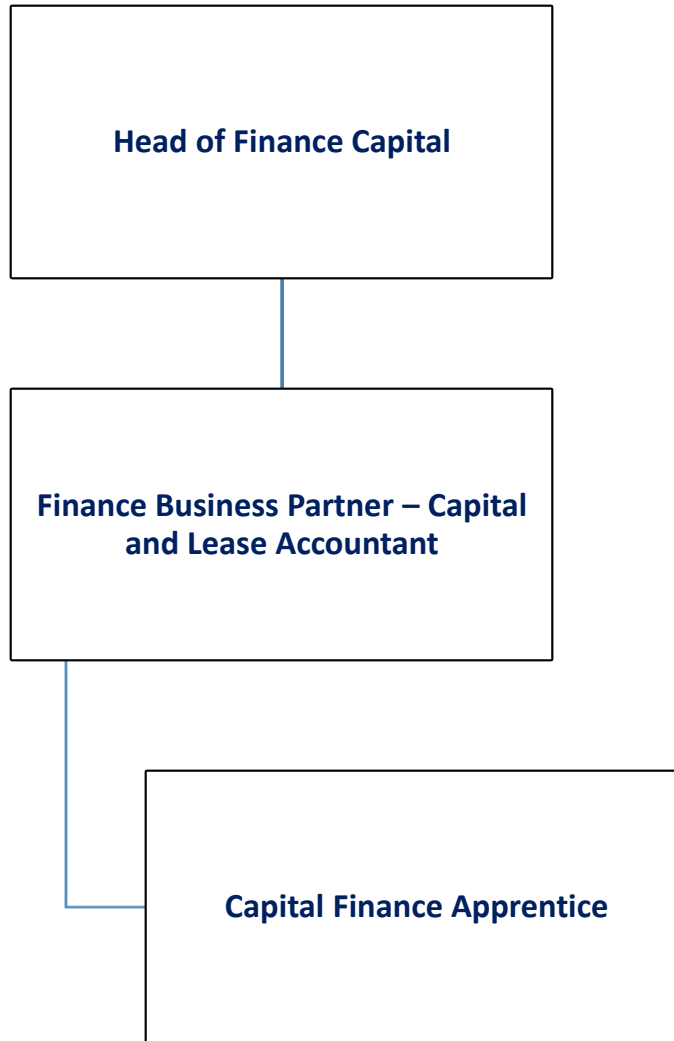 Head of Finance Capital
Finance Business Partner – Capital
and Lease Accountant
Capital Finance Apprentice